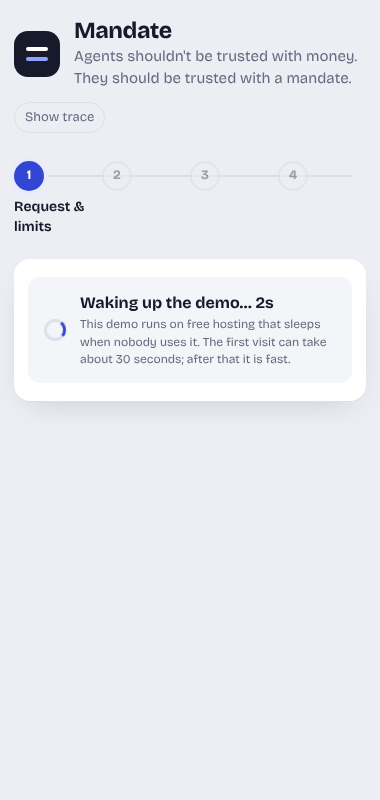 Mandate
Agents shouldn't be trusted with money.
They should be trusted with a mandate.
Show trace
1
2
3
4
Request &
limits
Waking up the demo... 2s
This demo runs on free hosting that sleeps
when nobody uses it. The first visit can take
about 30 seconds; after that it is fast.